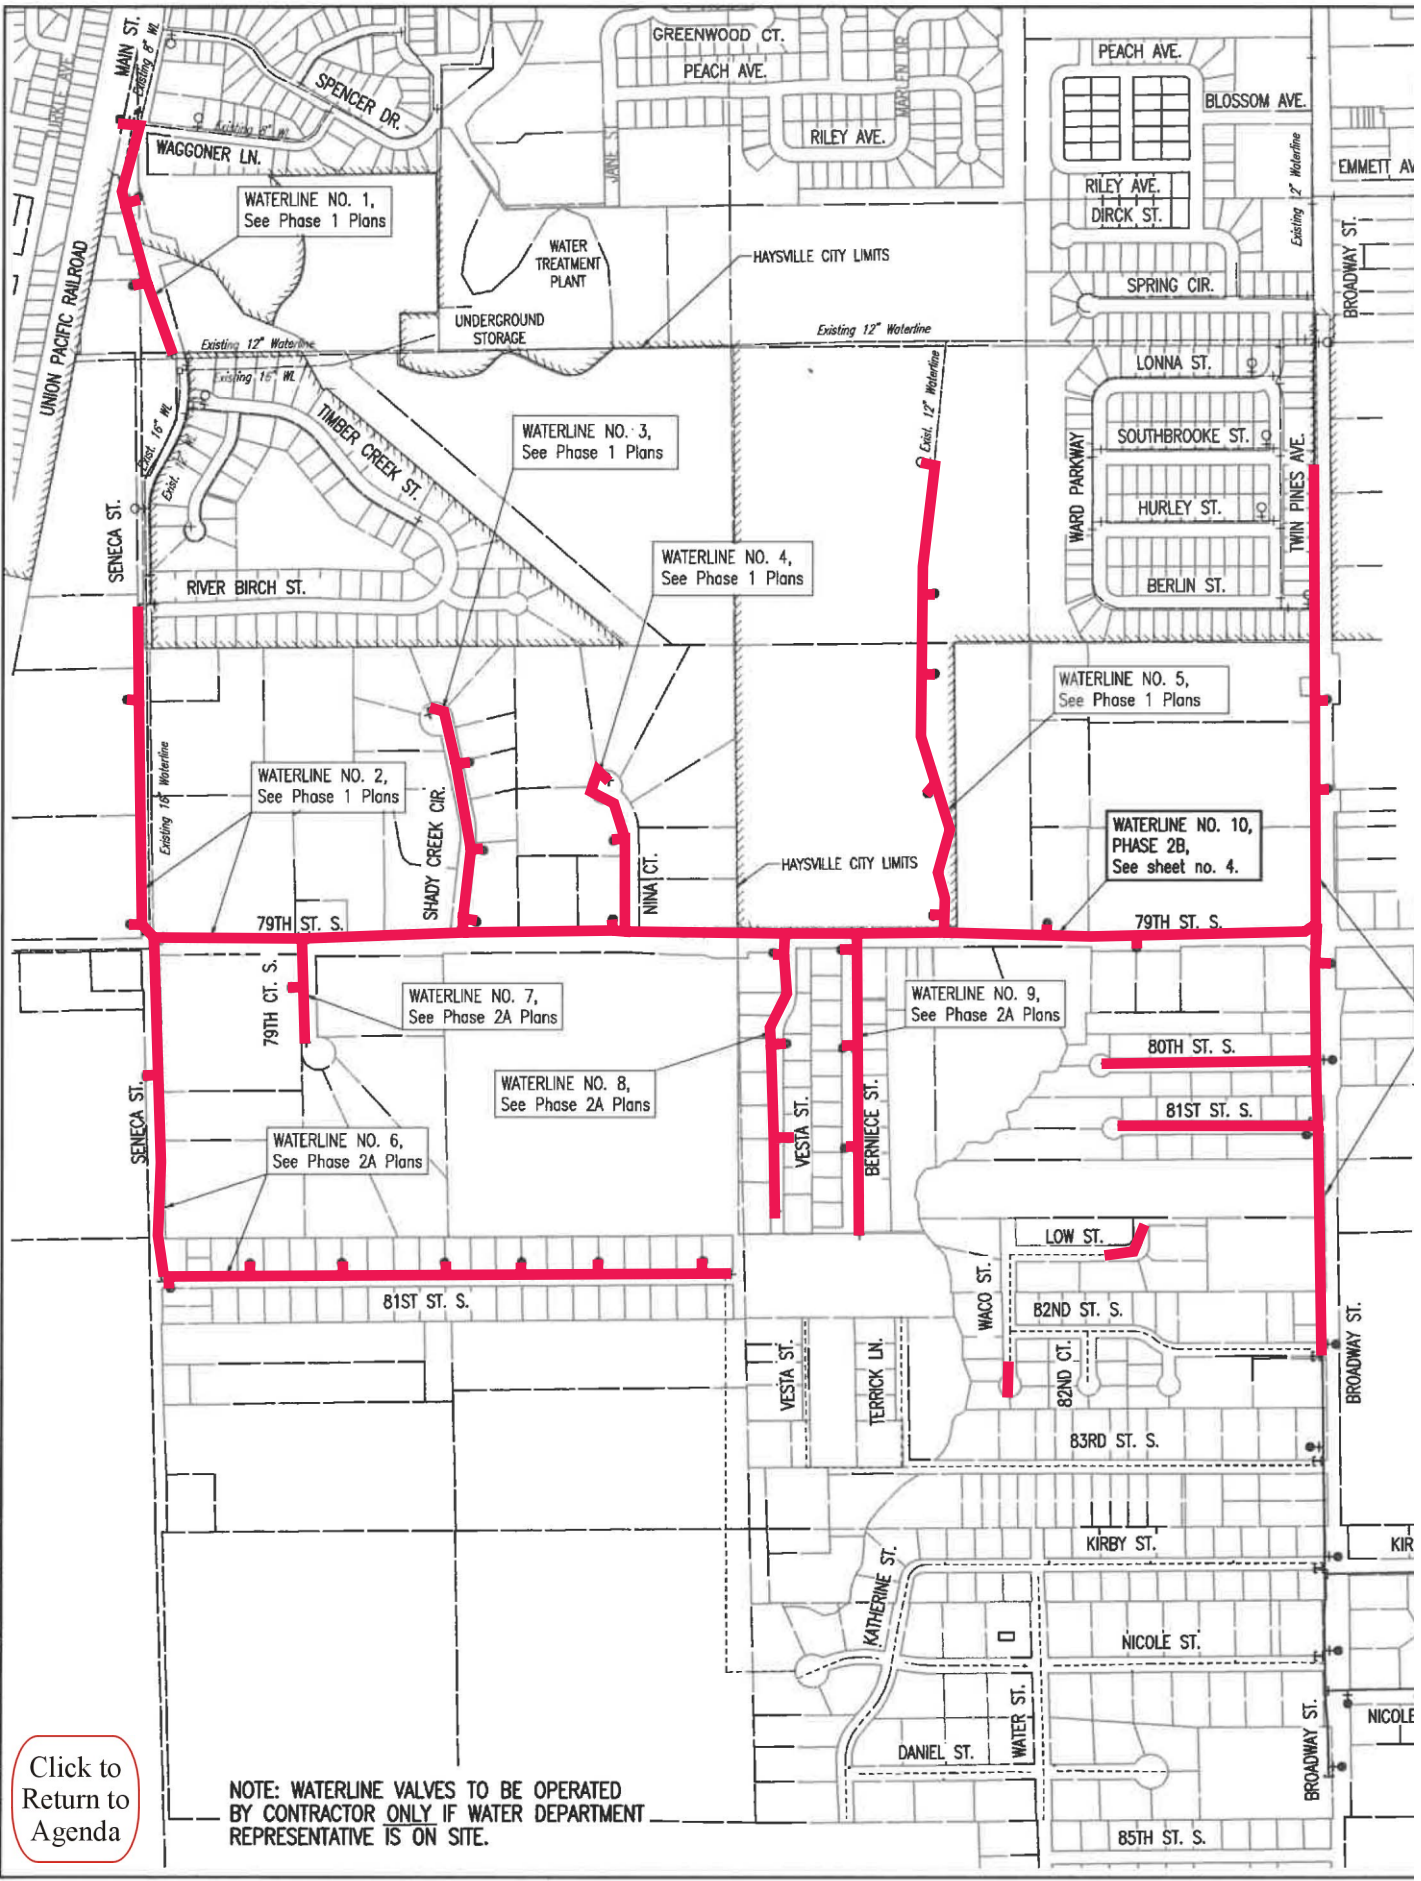 MAIN ST.
Existing 8" WL
SPENCER DR.
Existing 8" WL
WAGGONER LN.
GREENWOOD CT.
PEACH AVE.
MARLEN DR
RILEY AVE.
PEACH AVE.
BLOSSOM AVE.
EMMETT AV
RILEY AVE.
DIRCK ST.
Existing 12" Waterline
BROADWAY ST.
SPRING CIR.
WATERLINE NO. 1,
See Phase 1 Plans
UNION PACIFIC RAILROAD
WATER
TREATMENT
PLANT
HAYSVILLE CITY LIMITS
UNDERGROUND
STORAGE
Existing 12" Waterline
Existing 12" Waterline
Existing 16" WL
Exist. 16" WL
Exist. 12"
Exist. 12" Waterline
TIMBER CREEK ST.
LONNA ST.
SOUTHBROOKE ST.
HURLEY ST.
BERLIN ST.
WARD PARKWAY
TWIN PINES AVE.
WATERLINE NO. 3,
See Phase 1 Plans
SENECA ST.
RIVER BIRCH ST.
WATERLINE NO. 4,
See Phase 1 Plans
WATERLINE NO. 5,
See Phase 1 Plans
Existing 16" Waterline
WATERLINE NO. 2,
See Phase 1 Plans
SHADY CREEK CIR.
NINA CT.
HAYSVILLE CITY LIMITS
WATERLINE NO. 10,
PHASE 2B,
See sheet no. 4.
79TH ST. S.
79TH ST. S.
79TH CT. S.
WATERLINE NO. 7,
See Phase 2A Plans
WATERLINE NO. 9,
See Phase 2A Plans
WATERLINE NO. 8,
See Phase 2A Plans
80TH ST. S.
81ST ST. S.
SENECA ST.
WATERLINE NO. 6,
See Phase 2A Plans
VESTA ST.
BERNIECE ST.
LOW ST.
WACO ST.
81ST ST. S.
82ND ST. S.
82ND CT.
VESTA ST.
TERRICK LN.
BROADWAY ST.
83RD ST. S.
KIRBY ST.
KIR
KATHERINE ST.
NICOLE ST.
NICOLE
WATER ST.
DANIEL ST.
BROADWAY ST.
85TH ST. S.
Click to
Return to
Agenda
NOTE: WATERLINE VALVES TO BE OPERATED
BY CONTRACTOR ONLY IF WATER DEPARTMENT
REPRESENTATIVE IS ON SITE.